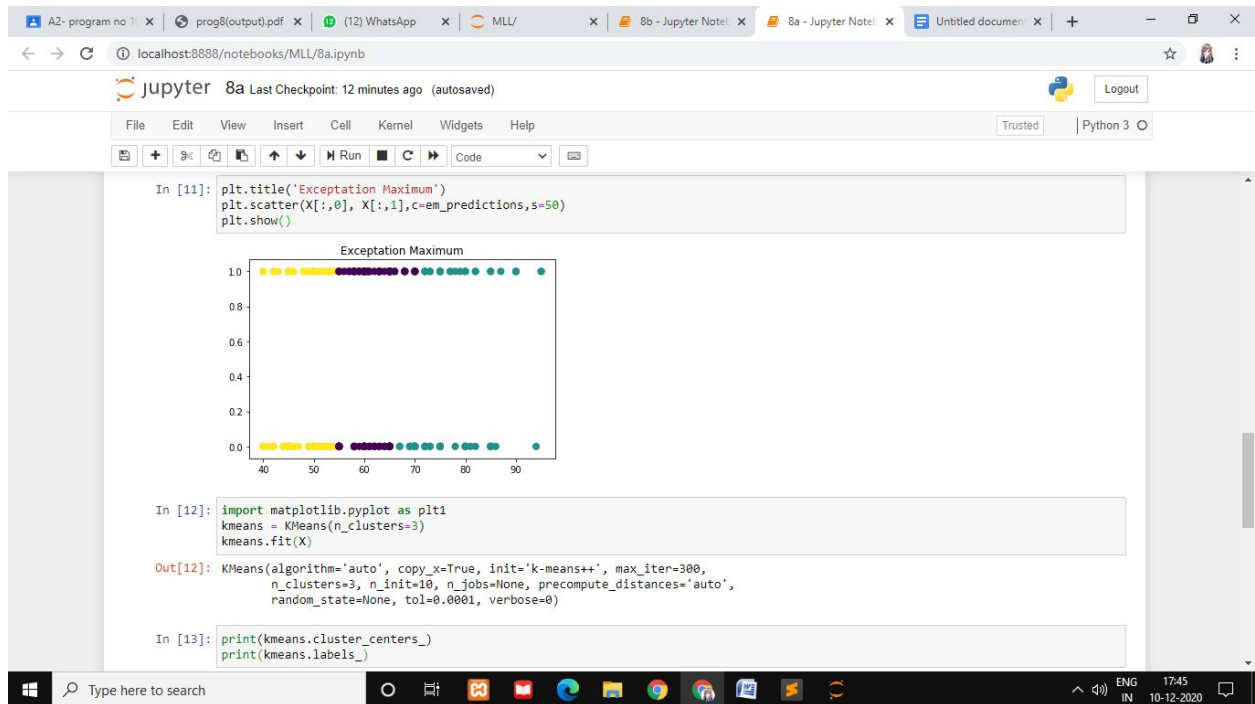 A2- program no 1
prog8(output).pdf
(12) WhatsApp
MLL/
8b - Jupyter Noteb
8a - Jupyter Noteb
Untitled document
localhost:8888/notebooks/MLL/8a.ipynb
jupyter 8a Last Checkpoint: 12 minutes ago (autosaved)
Logout
File Edit View Insert Cell Kernel Widgets Help
Trusted
Python 3
Run
Code
In [11]: plt.title('Exceptation Maximum')
plt.scatter(X[:,0], X[:,1],c=em_predictions,s=50)
plt.show()
Exceptation Maximum
1.0
0.8
0.6
0.4
0.2
0.0
40 50 60 70 80 90
In [12]: import matplotlib.pyplot as plt1
kmeans = KMeans(n_clusters=3)
kmeans.fit(X)
Out[12]: KMeans(algorithm='auto', copy_x=True, init='k-means++', max_iter=300,
n_clusters=3, n_init=10, n_jobs=None, precompute_distances='auto',
random_state=None, tol=0.0001, verbose=0)
In [13]: print(kmeans.cluster_centers_)
print(kmeans.labels_)
Type here to search
ENG
IN
17:45
10-12-2020